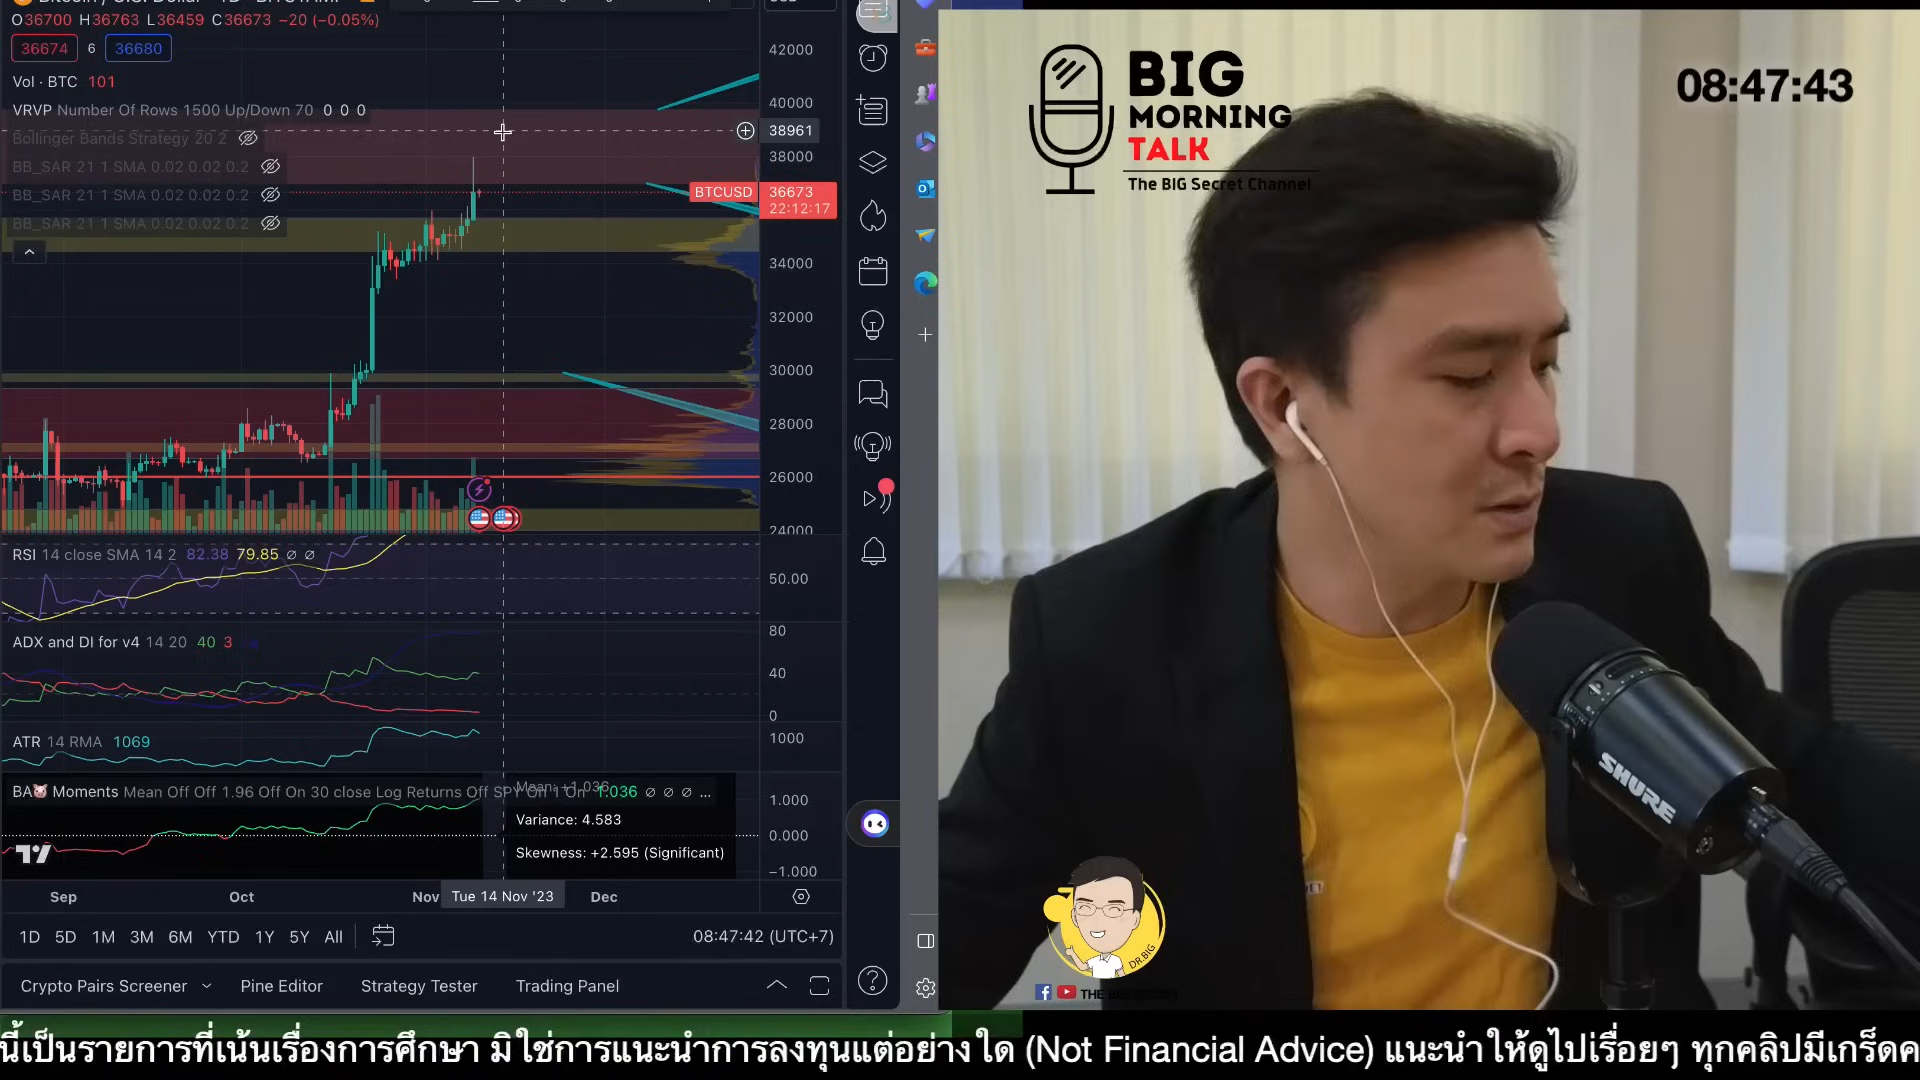 O36700 H36763 L36459 C36673 −20 (−0.05%)
36674 6 36680
Vol · BTC 101
VRVP Number Of Rows 1500 Up/Down 70 0 0 0
Bollinger Bands Strategy 20 2
BB_SAR 21 1 SMA 0.02 0.02 0.2
BB_SAR 21 1 SMA 0.02 0.02 0.2
BB_SAR 21 1 SMA 0.02 0.02 0.2
42000
40000
38961
38000
BTCUSD 36673
22:12:17
34000
32000
30000
28000
26000
24000
RSI 14 close SMA 14 2 82.38 79.85 ∅ ∅
50.00
ADX and DI for v4 14 20 40 3
80
40
0
ATR 14 RMA 1069
1000
BA Moments Mean Off Off 1.96 Off On 30 close Log Returns Off SPY On 1 On 1.036 ∅ ∅ ∅ ...
Mean: +1.036
Variance: 4.583
Skewness: +2.595 (Significant)
1.000
0.000
−1.000
Sep Oct Nov Tue 14 Nov '23 Dec
1D 5D 1M 3M 6M YTD 1Y 5Y All
08:47:42 (UTC+7)
Crypto Pairs Screener Pine Editor Strategy Tester Trading Panel
BIG
MORNING
TALK
The BIG Secret Channel
08:47:43
SHURE
DR.BIG
นี้เป็นรายการที่เน้นเรื่องการศึกษา มิใช่การแนะนำการลงทุนแต่อย่างใด (Not Financial Advice) แนะนำให้ดูไปเรื่อยๆ ทุกคลิปมีเกร็ดค